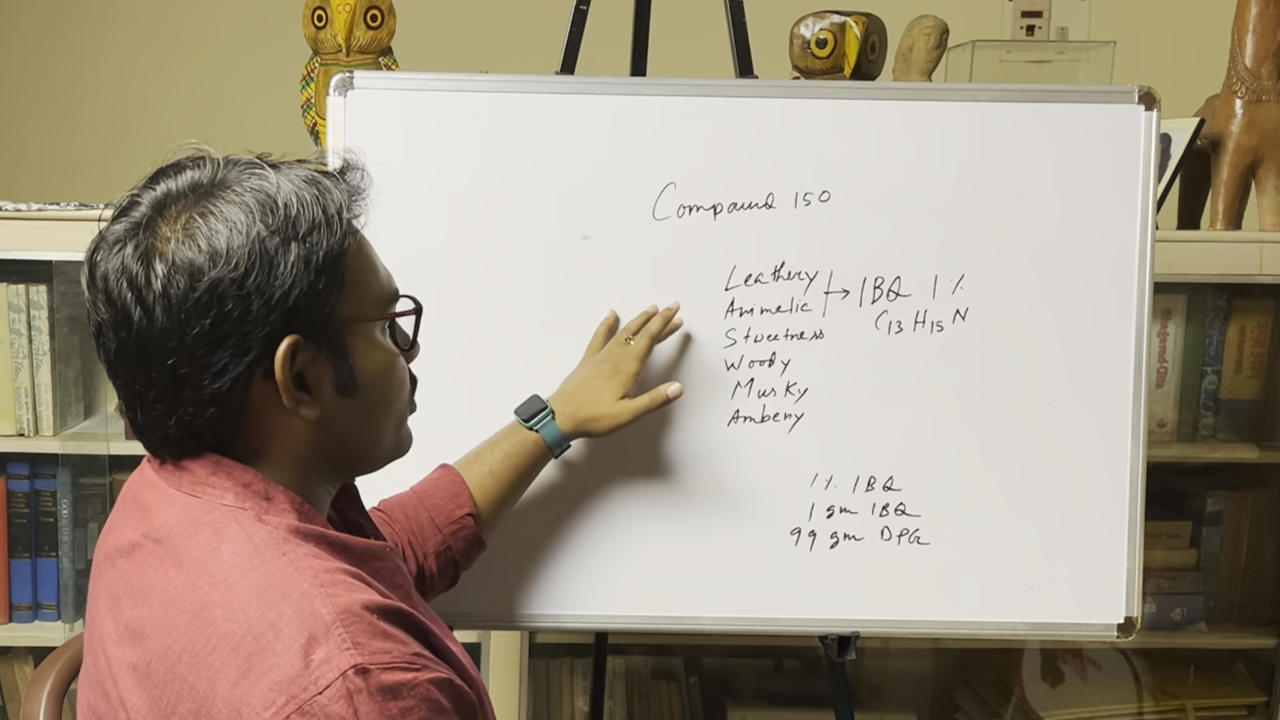 Compound 150
Leathery
Animelic → IBQ 1%
Sweetness C13 H15 N
Woody
Musky
Ambery
1% IBQ
1 gm IBQ
99 gm DPG